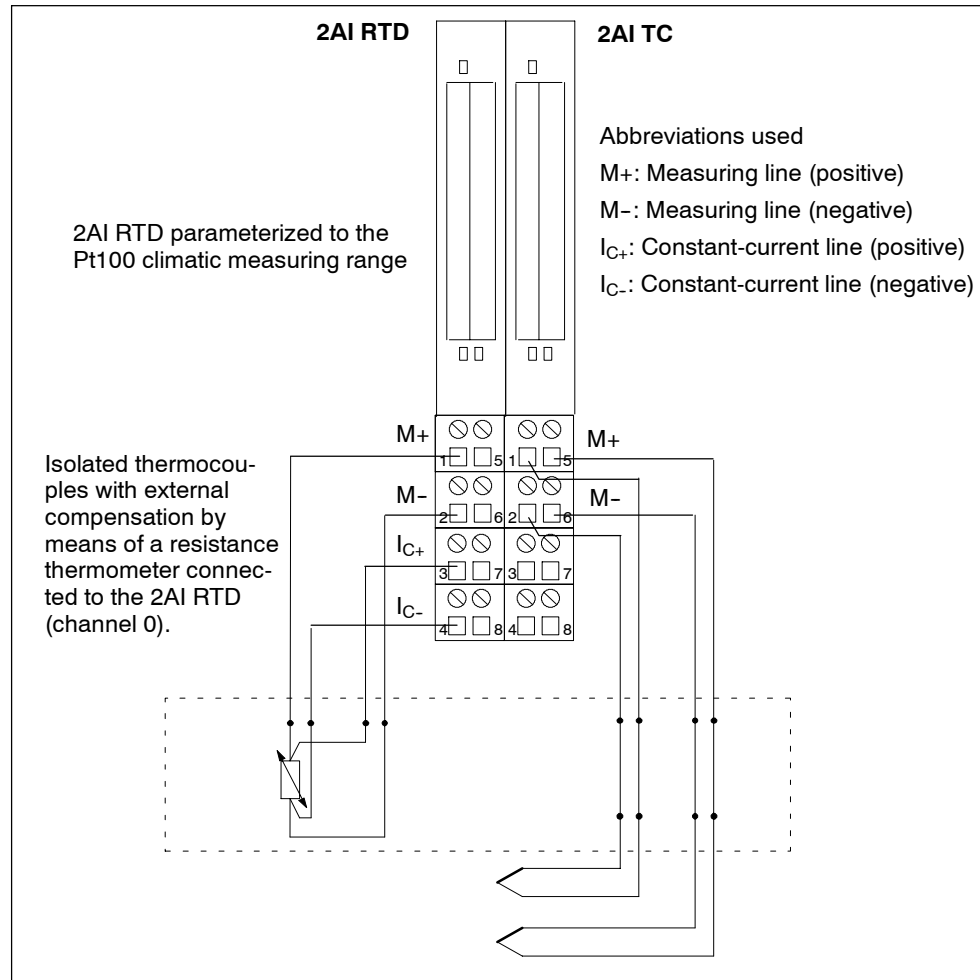 2AI RTD
2AI TC
Abbreviations used
M+: Measuring line (positive)
M−: Measuring line (negative)
IC+: Constant-current line (positive)
IC−: Constant-current line (negative)
2AI RTD parameterized to the
Pt100 climatic measuring range
Isolated thermocou-
ples with external
compensation by
means of a resistance
thermometer connec-
ted to the 2AI RTD
(channel 0).
M+
1 5 1 5
M+
M−
2 6 2 6
M−
IC+
3 7 3 7
IC−
4 8 4 8